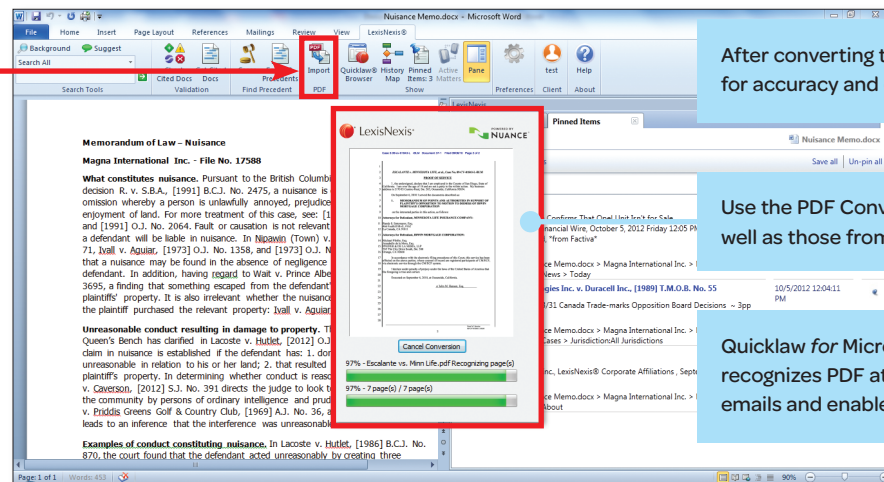 Nuisance Memo.docx - Microsoft Word
File Home Insert Page Layout References Mailings Review View LexisNexis®
Background Suggest
Search All
Cited Docs Docs Precedents Import Quicklaw® Browser History Map Pinned Items: 3 Active Matters Pane test Help
Search Tools Validation Find Precedent PDF Show Preferences Client About
After converting t
for accuracy and
LexisNexis
Pinned Items
Nuisance Memo.docx
Save all Un-pin all
Memorandum of Law – Nuisance
Magna International Inc. - File No. 17588
What constitutes nuisance. Pursuant to the British Columbi
decision R. v. S.B.A., [1991] B.C.J. No. 2475, a nuisance is
omission whereby a person is unlawfully annoyed, prejudice
enjoyment of land. For more treatment of this case, see: [1
and [1991] O.J. No. 2064. Fault or causation is not relevant
a defendant will be liable in nuisance. In Nipawin (Town) v.
71, Ivall v. Aguiar, [1973] O.J. No. 1358, and [1973] O.J. N
that a nuisance may be found in the absence of negligence
defendant. In addition, having regard to Wait v. Prince Albe
3695, a finding that something escaped from the defendant'
plaintiffs' property. It is also irrelevant whether the nuisance
the plaintiff purchased the relevant property: Ivall v. Aguiar
Unreasonable conduct resulting in damage to property. T
Queen's Bench has clarified in Lacoste v. Hutlet, [2012] O.J
claim in nuisance is established if the defendant has: 1. don
unreasonable in relation to his or her land; 2. that resulted
plaintiff's property. In determining whether conduct is reaso
v. Caverson, [2012] S.J. No. 391 directs the judge to look t
the community by persons of ordinary intelligence and prud
v. Priddis Greens Golf & Country Club, [1969] A.J. No. 36, a
leads to an inference that the interference was unreasonable
Examples of conduct constituting nuisance. In Lacoste v. Hutlet, [1986] B.C.J. No.
870, the court found that the defendant acted unreasonably by creating three
LexisNexis®
POWERED BY
NUANCE
PROOF OF SERVICE
Cancel Conversion
97% - Escalante vs. Minn Life.pdf Recognizing page(s)
97% - 7 page(s) / 7 page(s)
Confirms That One Unit Isn't for Sale
nancial Wire, October 5, 2012 Friday 12:05 PM
, "from Factiva"
ce Memo.docx > Magna International Inc. >
News > Today
gies Inc. v. Duracell Inc., [1989] T.M.O.B. No. 55 10/5/2012 12:04:11 PM
/31 Canada Trade-marks Opposition Board Decisions ~ 3pp
ce Memo.docx > Magna International Inc. >
Cases > Jurisdiction:All Jurisdictions
nc., LexisNexis® Corporate Affiliations , Sept
ce Memo.docx > Magna International Inc. >
About
Use the PDF Conv
well as those from
Quicklaw for Micro
recognizes PDF at
emails and enable
Page: 1 of 1 Words: 453 90%